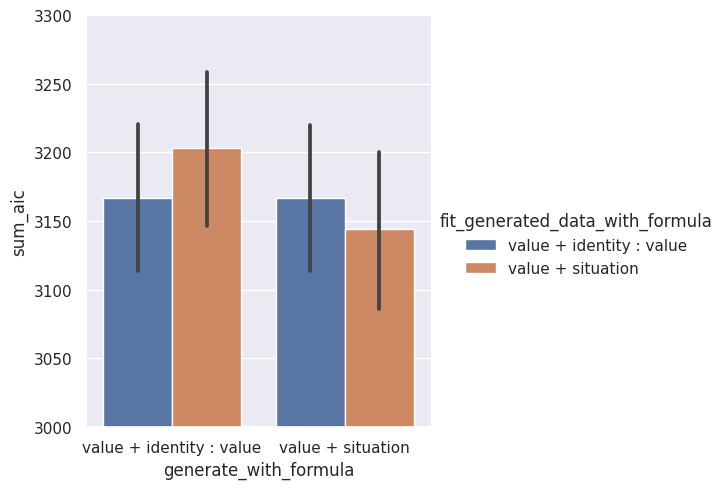 3300
3250
3200
3150
3100
3050
3000
sum_aic
value + identity : value
value + situation
generate_with_formula
fit_generated_data_with_formula
value + identity : value
value + situation